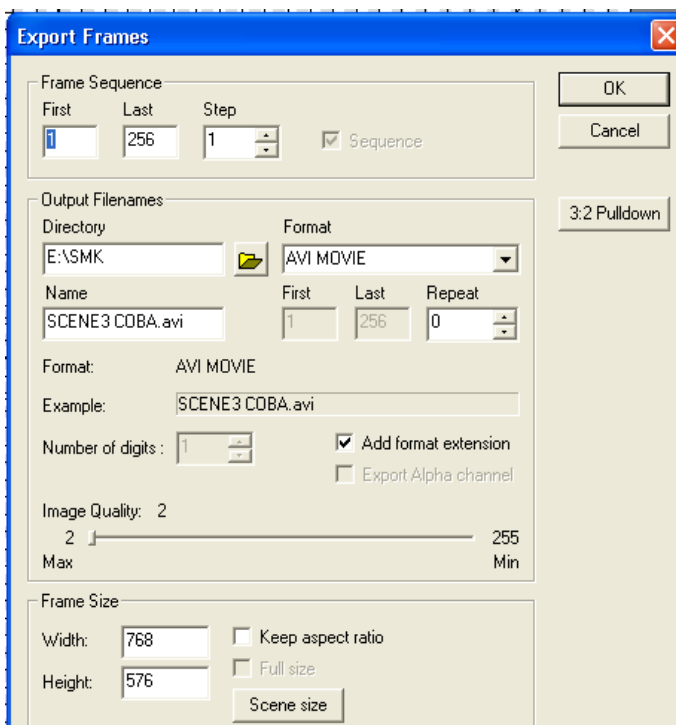 Export Frames
Frame Sequence
First Last Step
1 256 1 Sequence
OK
Cancel
3:2 Pulldown
Output Filenames
Directory Format
E:\SMK AVI MOVIE
Name First Last Repeat
SCENE3 COBA.avi 1 256 0
Format: AVI MOVIE
Example: SCENE3 COBA.avi
Number of digits : 1 Add format extension
Export Alpha channel
Image Quality: 2
2 255
Max Min
Frame Size
Width: 768 Keep aspect ratio
Full size
Height: 576
Scene size